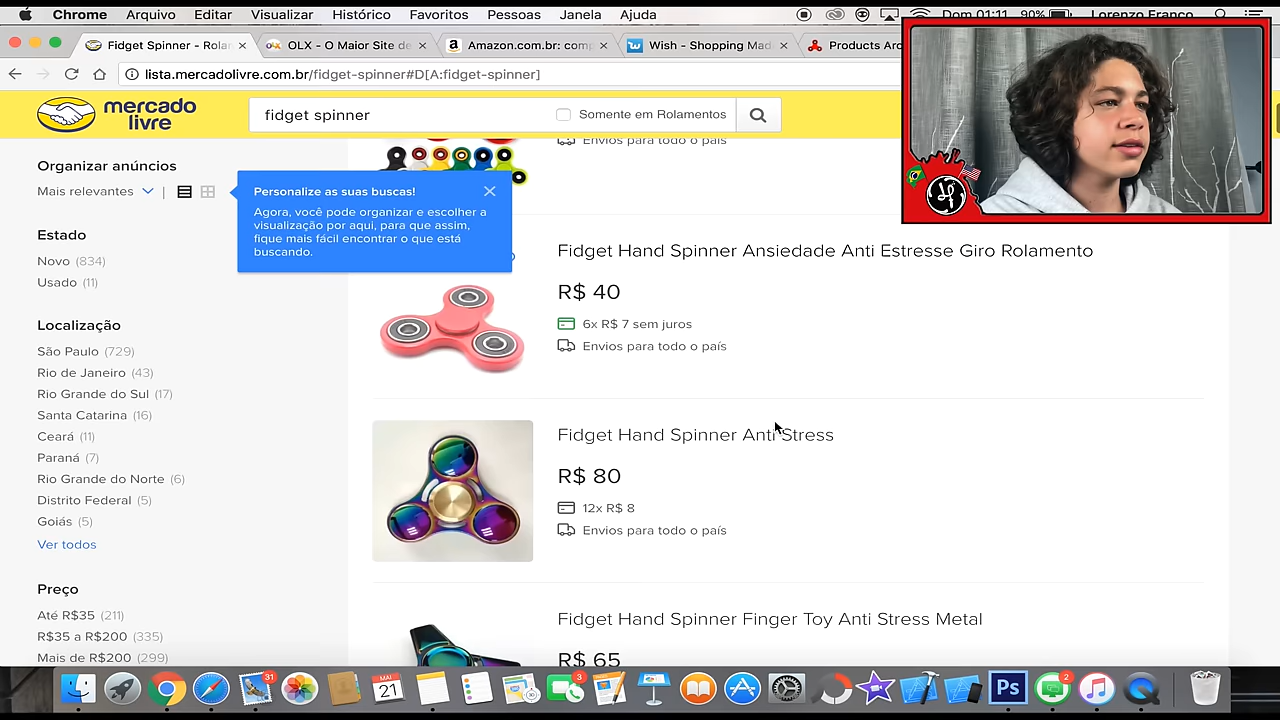 Chrome Arquivo Editar Visualizar Histórico Favoritos Pessoas Janela Ajuda Dom 01:11 90% Lorenzo Franco
Fidget Spinner - Rola
OLX - O Maior Site de
Amazon.com.br: comp
Wish - Shopping Mad
Products Aro
lista.mercadolivre.com.br/fidget-spinner#D[A:fidget-spinner]
mercado
livre
fidget spinner
Somente em Rolamentos
Organizar anúncios
Mais relevantes
Personalize as suas buscas!
Agora, você pode organizar e escolher a
visualização por aqui, para que assim,
fique mais fácil encontrar o que está
buscando.
Estado
Novo (834)
Usado (11)
Localização
São Paulo (729)
Rio de Janeiro (43)
Rio Grande do Sul (17)
Santa Catarina (16)
Ceará (11)
Paraná (7)
Rio Grande do Norte (6)
Distrito Federal (5)
Goiás (5)
Ver todos
Preço
Até R$35 (211)
R$35 a R$200 (335)
Mais de R$200 (299)
Envios para todo o país
Fidget Hand Spinner Ansiedade Anti Estresse Giro Rolamento
R$ 40
6x R$ 7 sem juros
Envios para todo o país
Fidget Hand Spinner Anti Stress
R$ 80
12x R$ 8
Envios para todo o país
Fidget Hand Spinner Finger Toy Anti Stress Metal
R$ 65
31
MAI
21
3
Ps
2